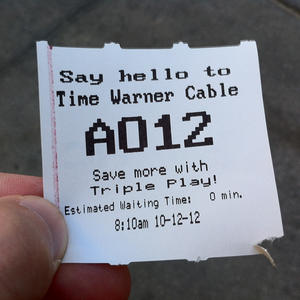 Say hello to
Time Warner Cable
A012
Save more with
Triple Play!
Estimated Waiting Time: 0 min.
8:10am 10-12-12